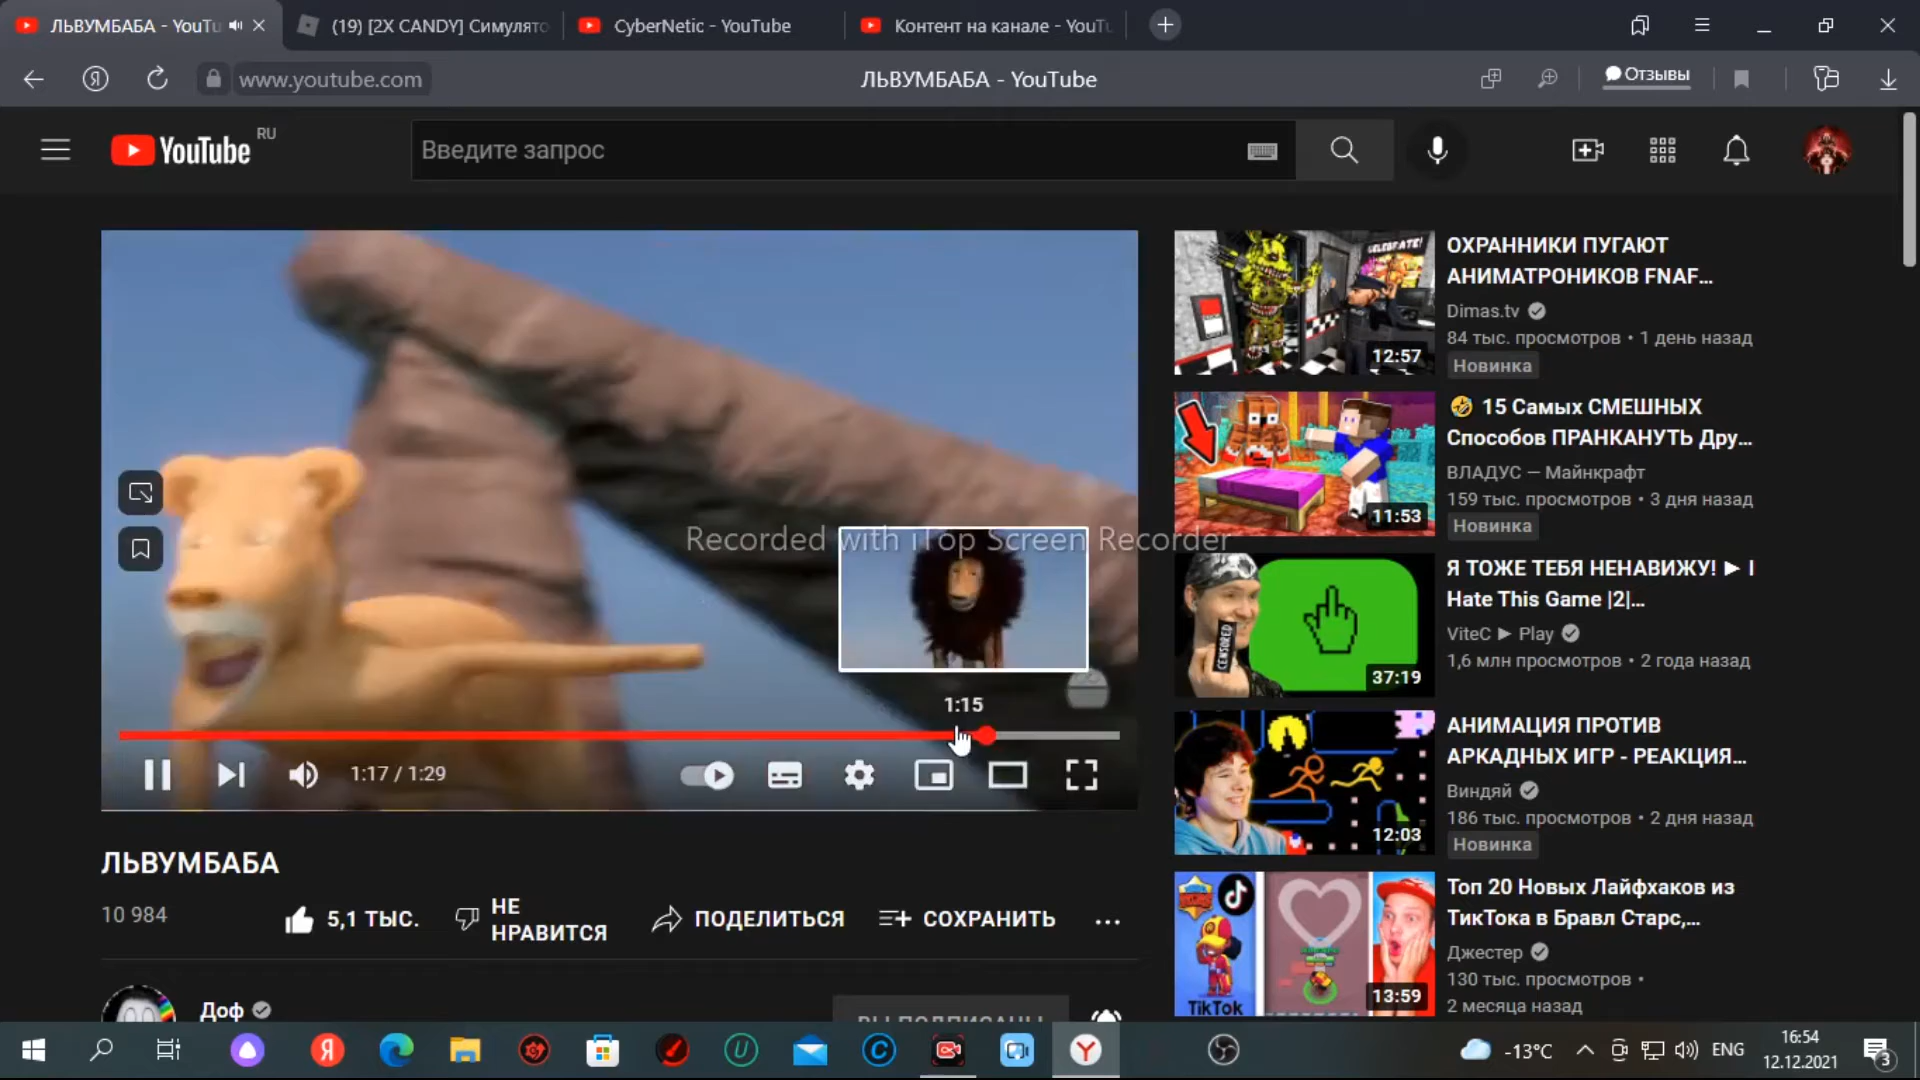 ЛЬВУМБАБА - YouTu
(19) [2X CANDY] Симулято
CyberNetic - YouTube
Контент на канале - YouTu
www.youtube.com
ЛЬВУМБАБА - YouTube
Отзывы
YouTube
RU
Введите запрос
Recorded with iTop Screen Recorder
1:15
1:17 / 1:29
ЛЬВУМБАБА
10 984
5,1 ТЫС.
НЕ
НРАВИТСЯ
ПОДЕЛИТЬСЯ
СОХРАНИТЬ
Доф
ВЫ ПОДПИСАНЫ
CELEBRATE!
12:57
ОХРАННИКИ ПУГАЮТ
АНИМАТРОНИКОВ FNAF...
Dimas.tv
84 тыс. просмотров • 1 день назад
Новинка
11:53
🤣 15 Самых СМЕШНЫХ
Способов ПРАНКАНУТЬ Дру...
ВЛАДУС — Майнкрафт
159 тыс. просмотров • 3 дня назад
Новинка
CENSORED
37:19
Я ТОЖЕ ТЕБЯ НЕНАВИЖУ! ► I
Hate This Game |2|...
ViteC ► Play
1,6 млн просмотров • 2 года назад
12:03
АНИМАЦИЯ ПРОТИВ
АРКАДНЫХ ИГР - РЕАКЦИЯ...
Виндяй
186 тыс. просмотров • 2 дня назад
Новинка
TikTok
13:59
Топ 20 Новых Лайфхаков из
ТикТока в Бравл Старс,...
Джестер
130 тыс. просмотров •
2 месяца назад
-13°C
ENG
16:54
12.12.2021
3